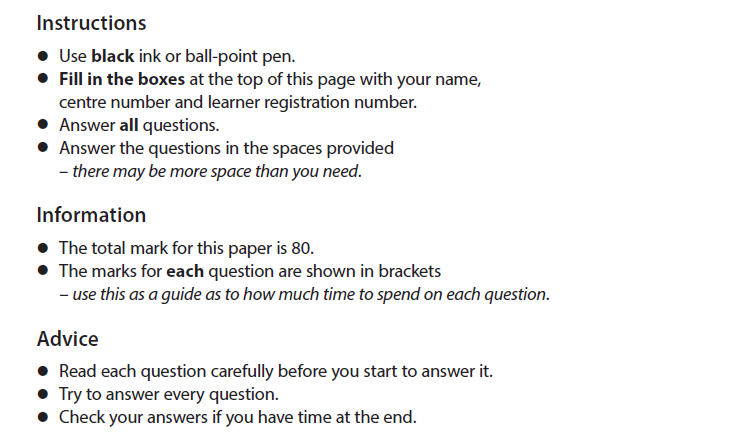 Instructions
● Use black ink or ball-point pen.
● Fill in the boxes at the top of this page with your name,
centre number and learner registration number.
● Answer all questions.
● Answer the questions in the spaces provided
– there may be more space than you need.
Information
● The total mark for this paper is 80.
● The marks for each question are shown in brackets
– use this as a guide as to how much time to spend on each question.
Advice
● Read each question carefully before you start to answer it.
● Try to answer every question.
● Check your answers if you have time at the end.